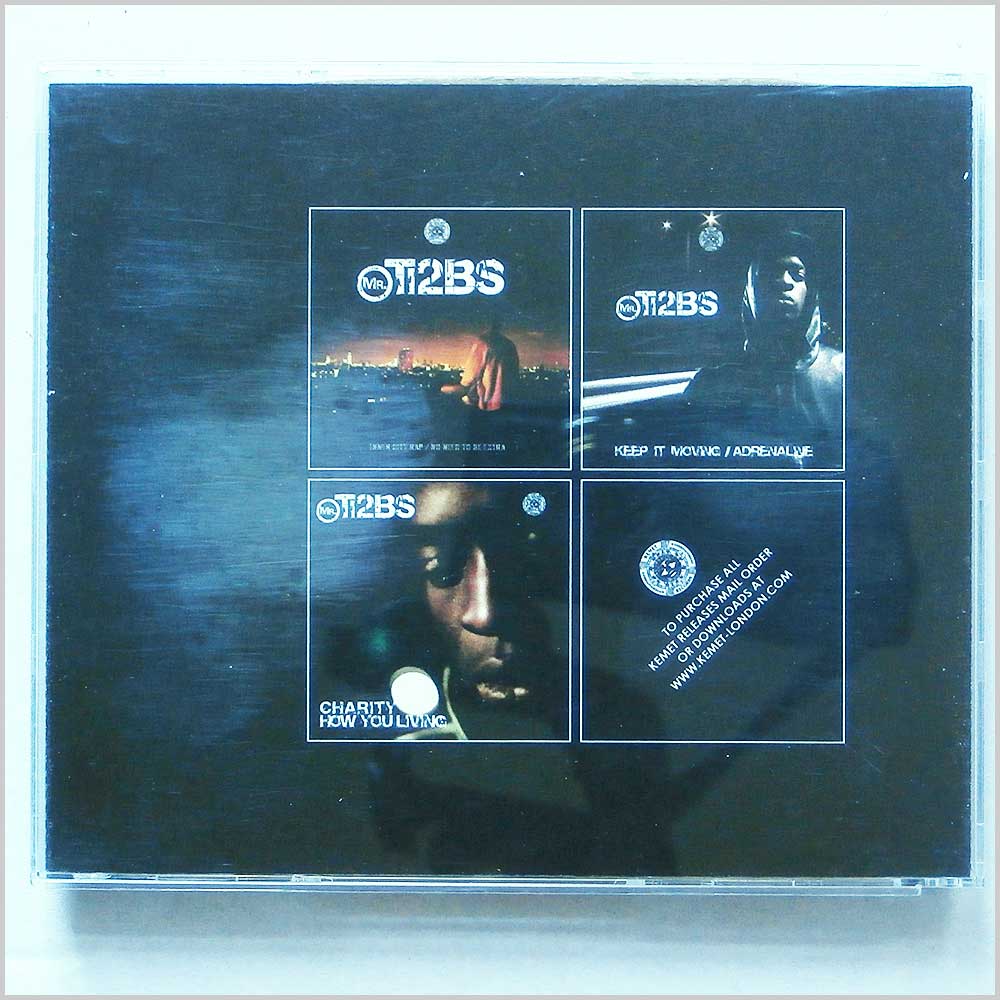 MR. TI2BS
INNER CITY RAP / NO NEED TO BE EXTRA
MR. TI2BS
KEEP IT MOVING / ADRENALINE
MR. TI2BS
CHARITY
HOW YOU LIVING
TO PURCHASE ALL
KEMET RELEASES MAIL ORDER
OR DOWNLOADS AT
WWW.KEMET-LONDON.COM